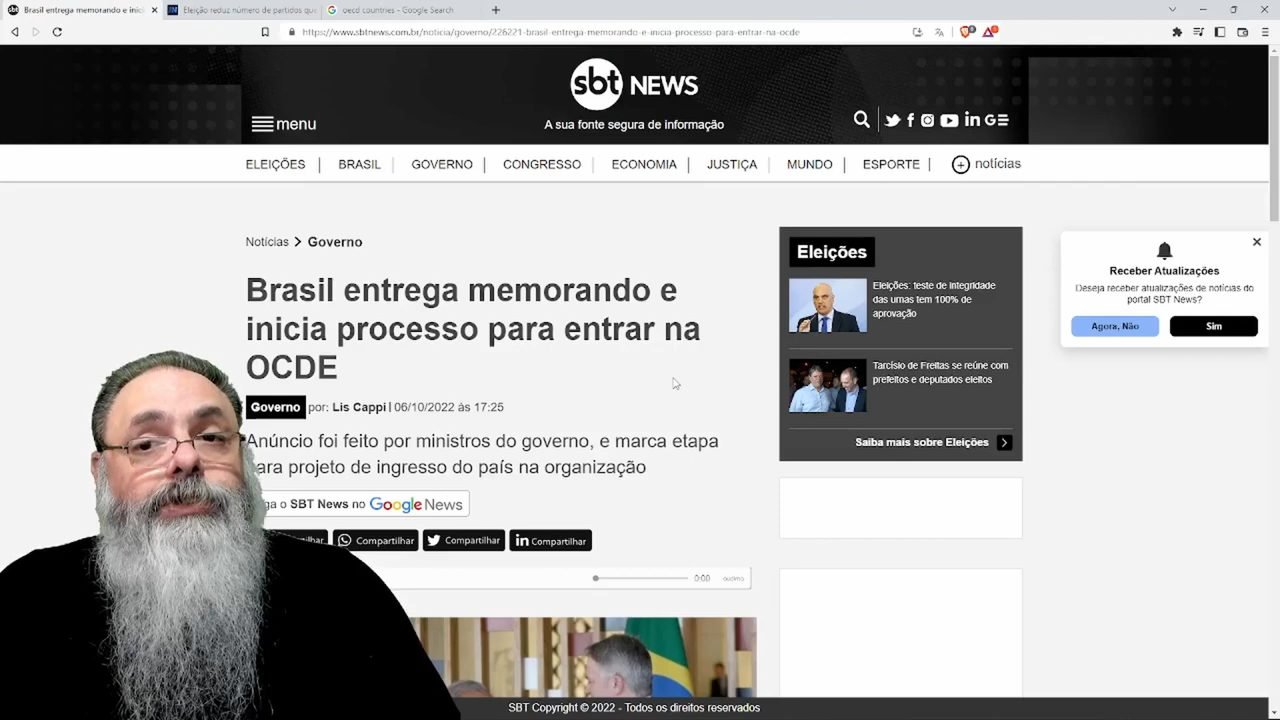 Brasil entrega memorando e inici
Eleição reduz número de partidos que
oecd countries - Google Search
https://www.sbtnews.com.br/noticia/governo/226221-brasil-entrega-memorando-e-inicia-processo-para-entrar-na-ocde
sbt NEWS
A sua fonte segura de informação
menu
ELEIÇÕES | BRASIL | GOVERNO | CONGRESSO | ECONOMIA | JUSTIÇA | MUNDO | ESPORTE | notícias
Notícias > Governo
Brasil entrega memorando e
inicia processo para entrar na
OCDE
Governo por: Lis Cappi | 06/10/2022 às 17:25
Anúncio foi feito por ministros do governo, e marca etapa
ara projeto de ingresso do país na organização
ga o SBT News no Google News
Compartilhar
Compartilhar
Compartilhar
0:00
Eleições
Eleições: teste de integridade
das urnas tem 100% de
aprovação
Tarcísio de Freitas se reúne com
prefeitos e deputados eleitos
Saiba mais sobre Eleições
Receber Atualizações
Deseja receber atualizações de notícias do
portal SBT News?
Agora, Não
Sim
SBT Copyright © 2022 - Todos os direitos reservados